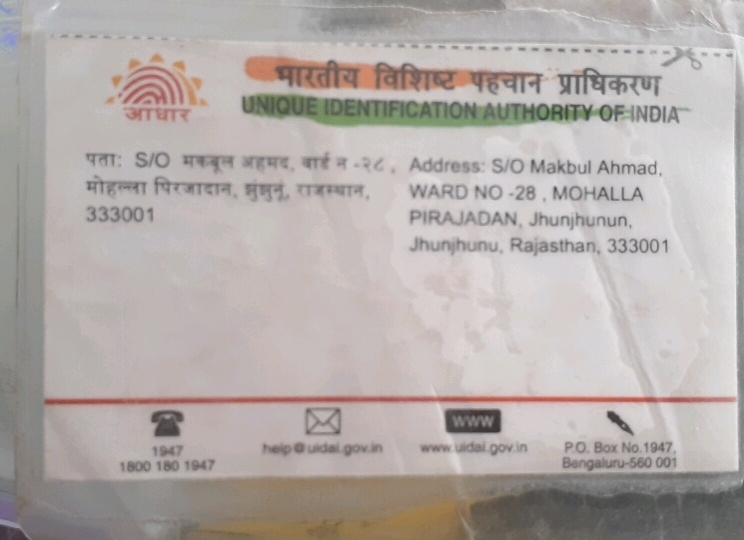 आधार
भारतीय विशिष्ट पहचान प्राधिकरण
UNIQUE IDENTIFICATION AUTHORITY OF INDIA
पता: S/O मकबूल अहमद, वार्ड न -२८ ,
मोहल्ला पिरजादान, झुंझुनूं, राजस्थान,
333001
Address: S/O Makbul Ahmad,
WARD NO -28 , MOHALLA
PIRAJADAN, Jhunjhunun,
Jhunjhunu, Rajasthan, 333001
1947
1800 180 1947
help@uidai.gov.in
WWW
www.uidai.gov.in
P.O. Box No.1947,
Bengaluru-560 001